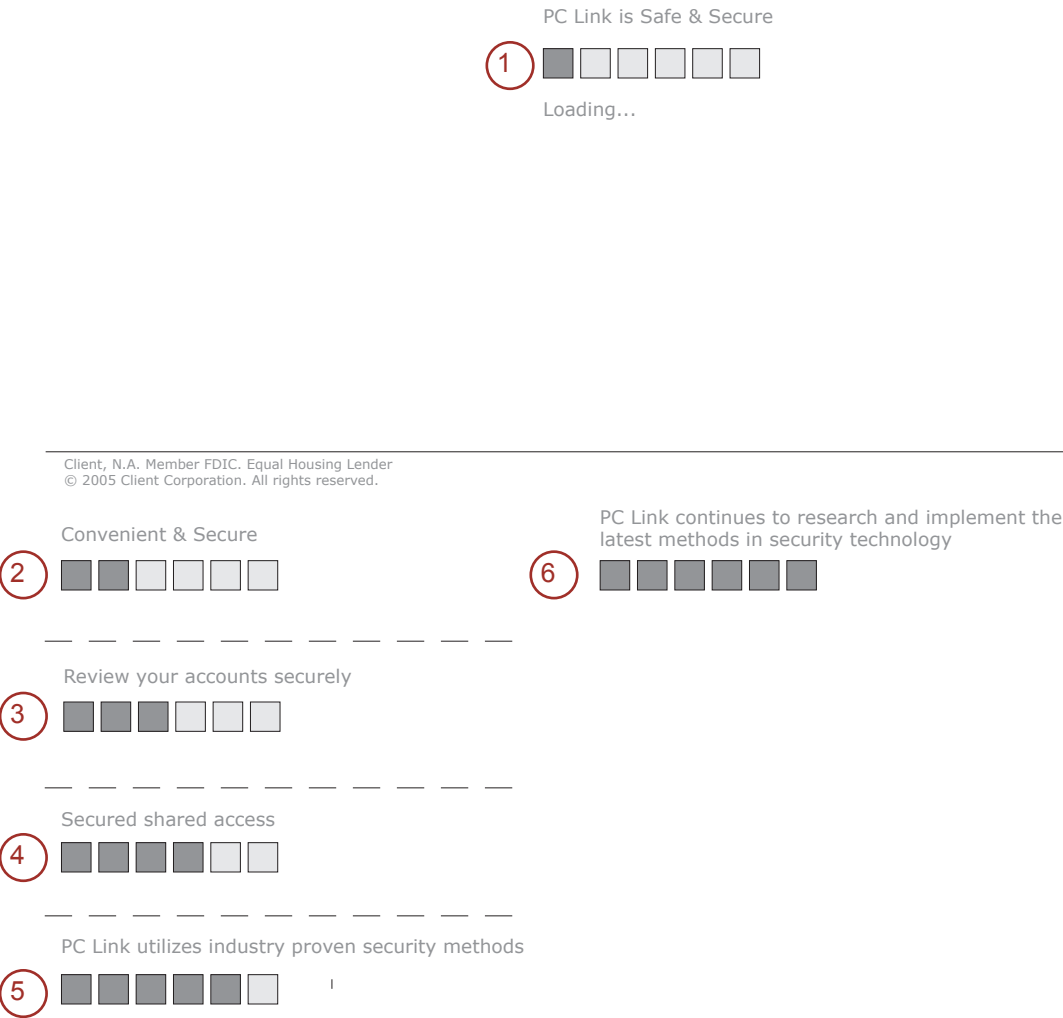 PC Link is Safe & Secure
1
Loading...
Client, N.A. Member FDIC. Equal Housing Lender
© 2005 Client Corporation. All rights reserved.
Convenient & Secure
2
Review your accounts securely
3
Secured shared access
4
PC Link utilizes industry proven security methods
5
PC Link continues to research and implement the
latest methods in security technology
6